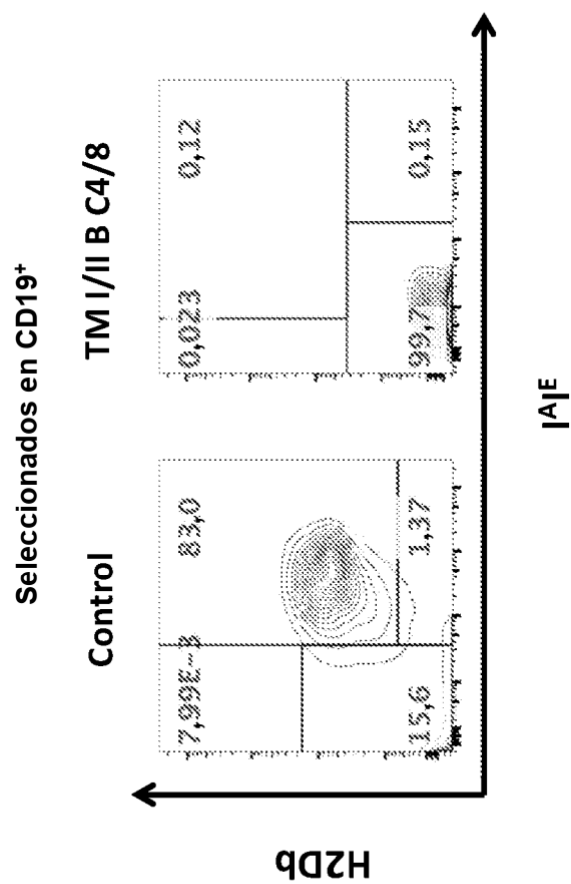 Seleccionados en CD19⁺
Control
TM I/II B C4/8
7,99E-3
83,0
0,023
0,12
15,6
1,37
99,7
0,15
H2Db
IAIE